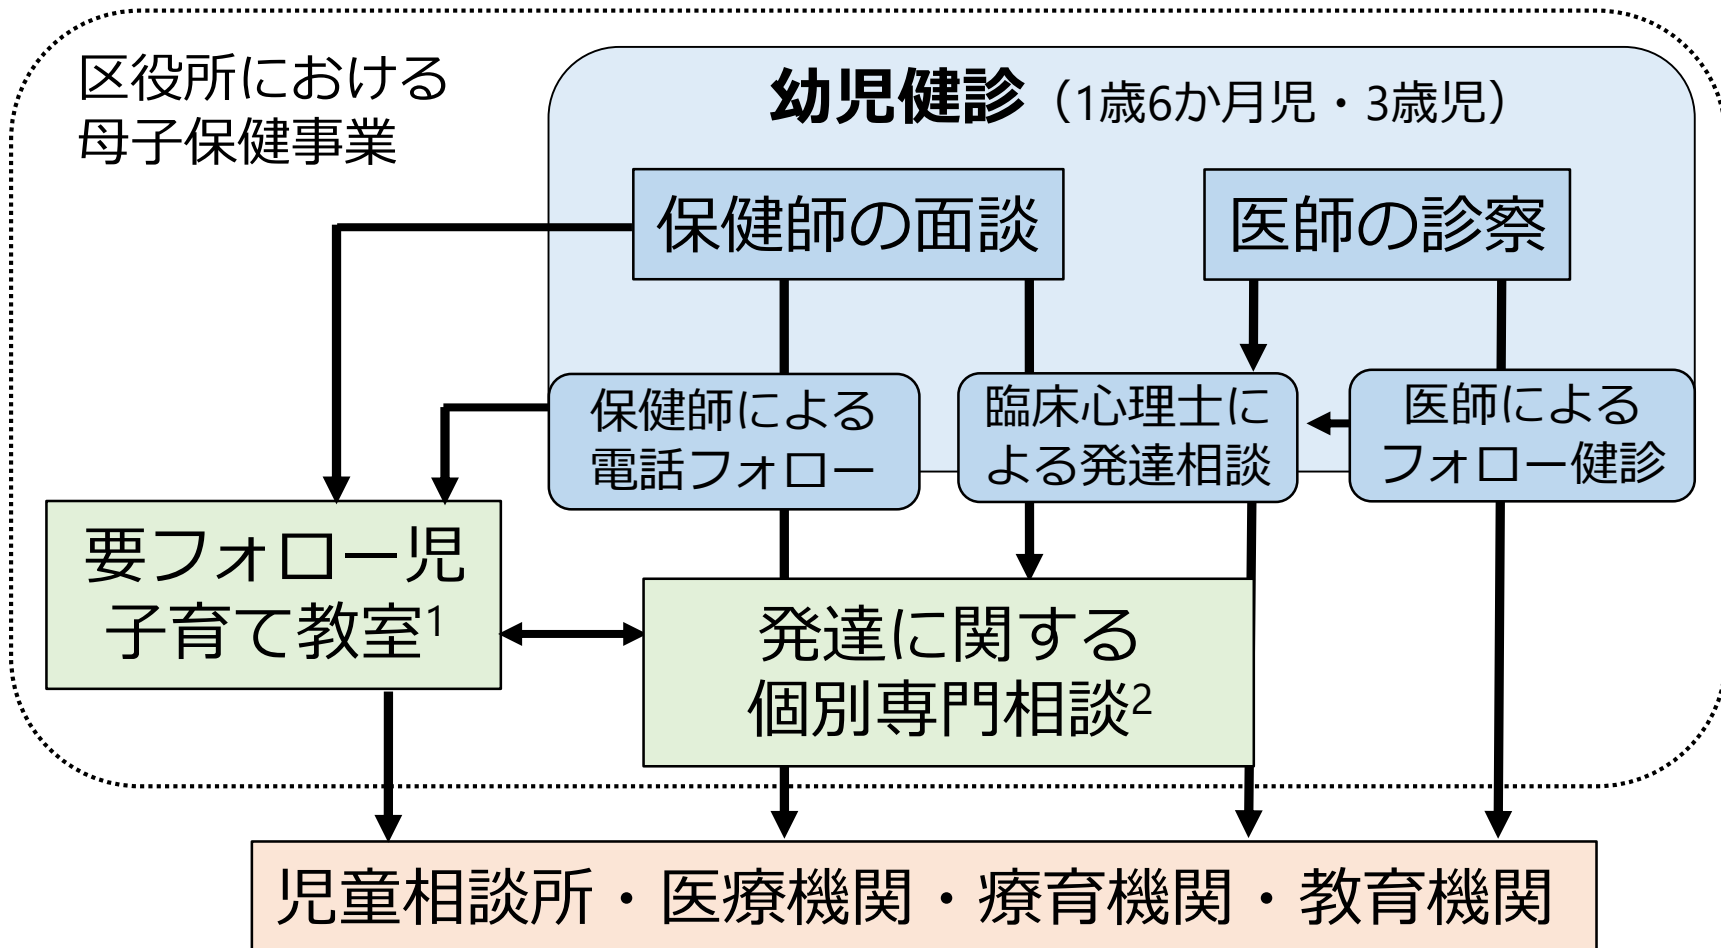 区役所における
母子保健事業
幼児健診（1歳6か月児・3歳児）
保健師の面談
医師の診察
保健師による
電話フォロー
臨床心理士に
よる発達相談
医師による
フォロー健診
要フォロー児
子育て教室1
発達に関する
個別専門相談2
児童相談所・医療機関・療育機関・教育機関